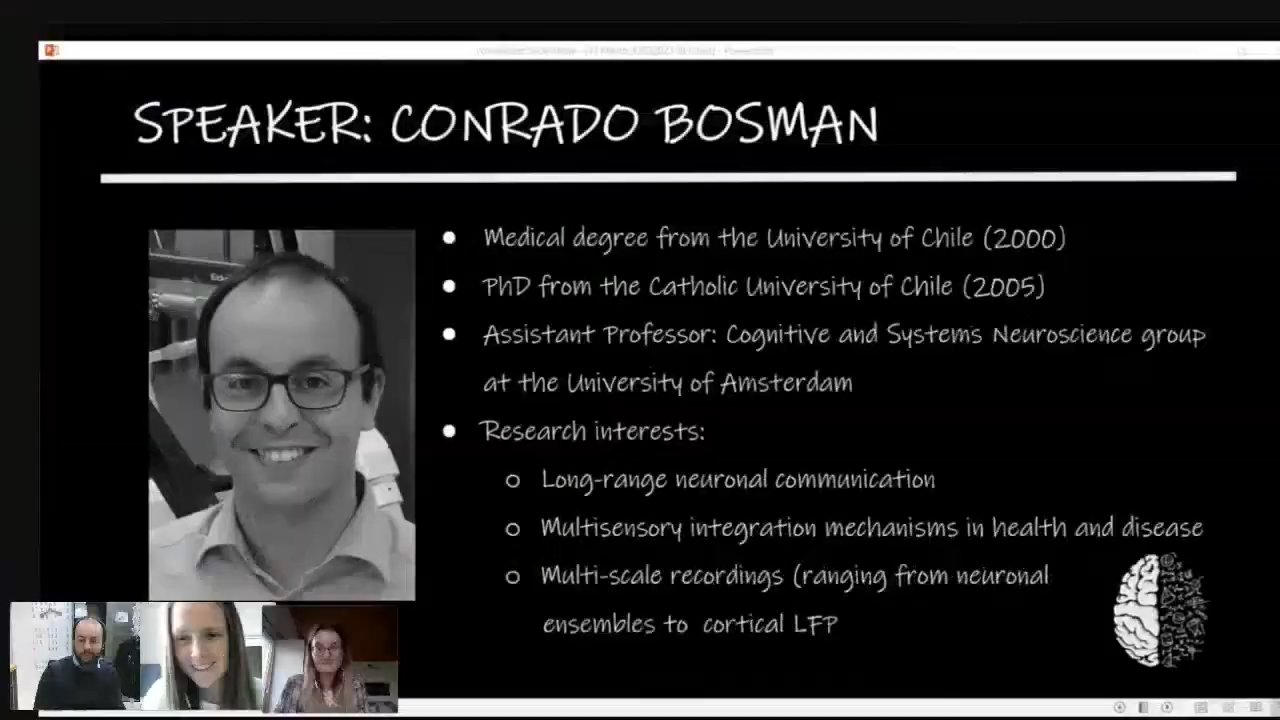 SPEAKER: CONRADO BOSMAN
Medical degree from the University of Chile (2000)
PhD from the Catholic University of Chile (2005)
Assistant Professor: Cognitive and Systems Neuroscience group
at the University of Amsterdam
Research interests:
Long-range neuronal communication
Multisensory integration mechanisms in health and disease
Multi-scale recordings (ranging from neuronal
ensembles to cortical LFP